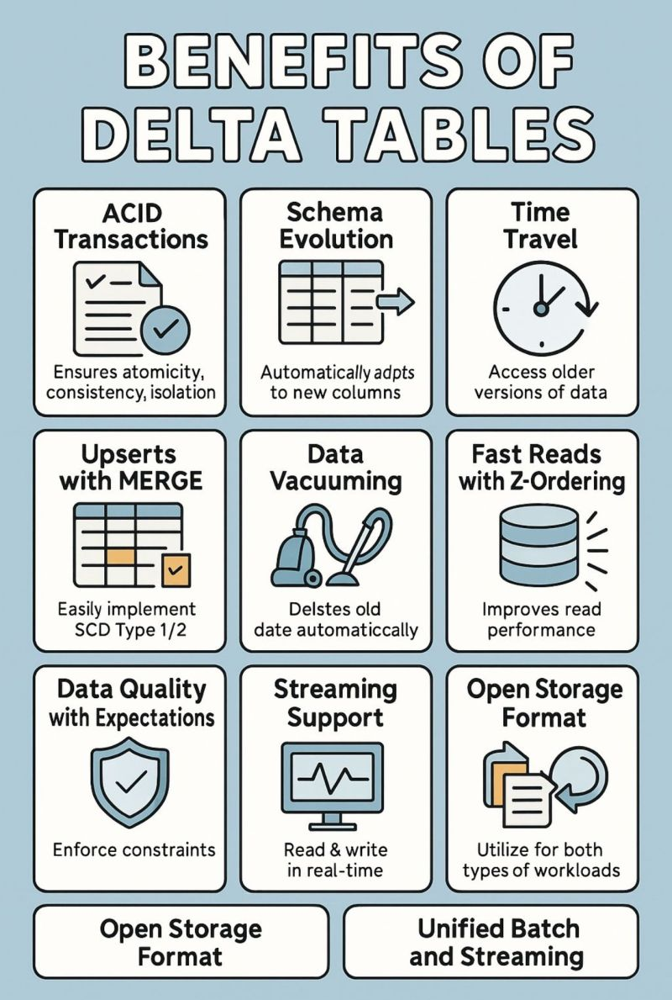 BENEFITS OF
DELTA TABLES
ACID
Transactions
Ensures atomicity,
consistency, isolation
Schema
Evolution
Automatically adpts
to new columns
Time
Travel
Access older
versions of data
Upserts
with MERGE
Easily implement
SCD Type 1/2
Data
Vacuuming
Delstes old
date automaticcally
Fast Reads
with Z-Ordering
Improves read
performance
Data Quality
with Expectations
Enforce constraints
Streaming
Support
Read & write
in real-time
Open Storage
Format
Utilize for both
types of workloads
Open Storage
Format
Unified Batch
and Streaming